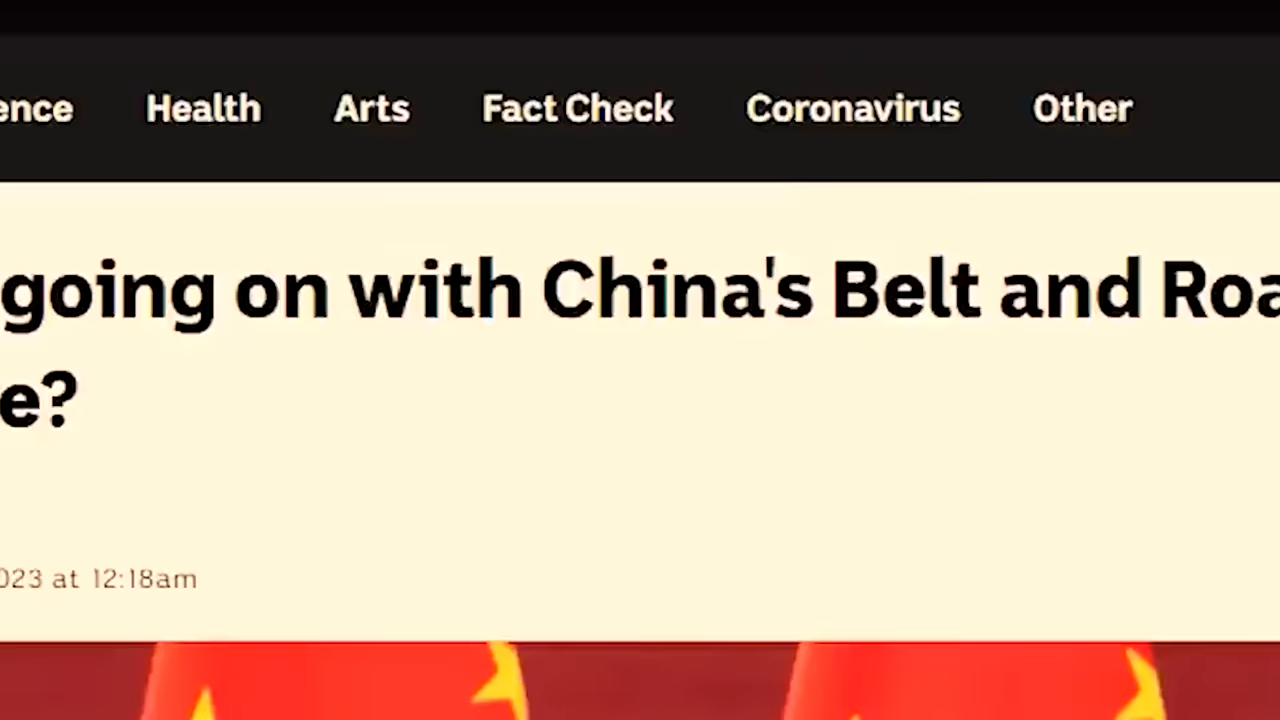 ence Health Arts Fact Check Coronavirus Other
going on with China's Belt and Roa
e?
023 at 12:18am